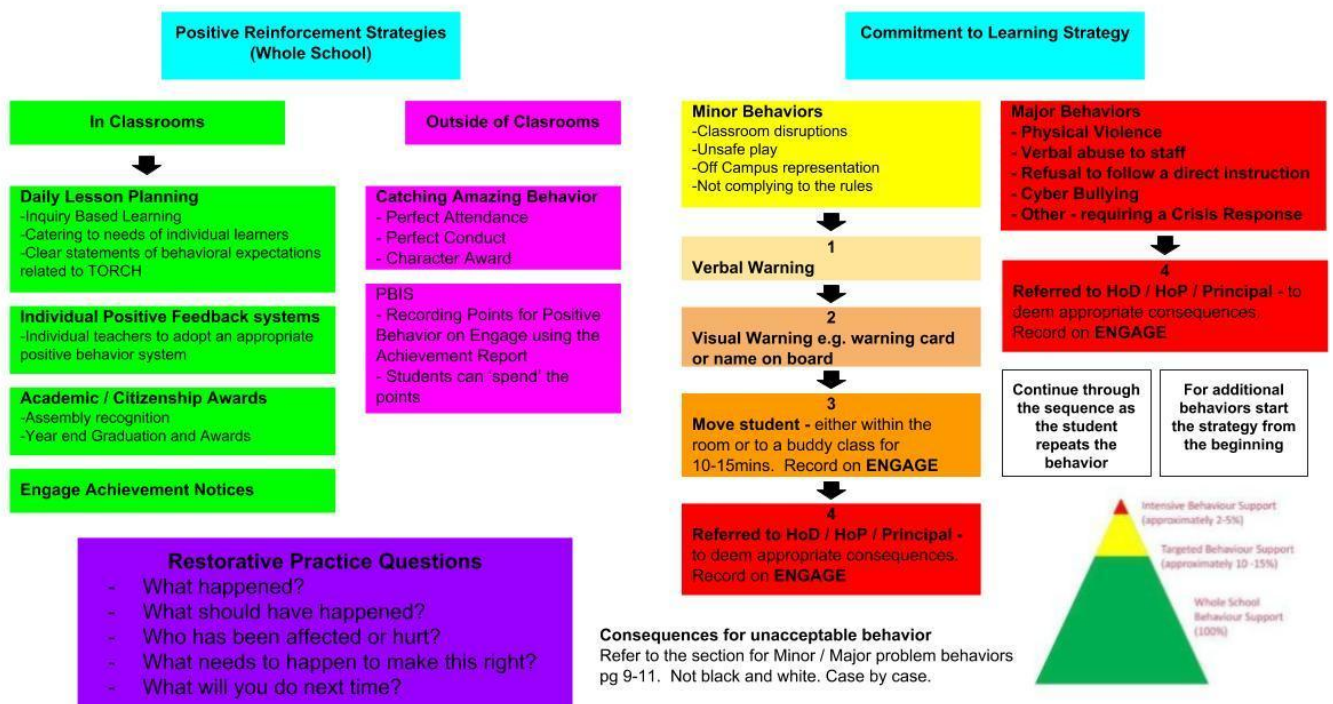 Positive Reinforcement Strategies
(Whole School)
In Classrooms
Daily Lesson Planning
-Inquiry Based Learning
-Catering to needs of individual learners
-Clear statements of behavioral expectations
related to TORCH
Individual Positive Feedback systems
-Individual teachers to adopt an appropriate
positive behavior system
Academic / Citizenship Awards
-Assembly recognition
-Year end Graduation and Awards
Engage Achievement Notices
Outside of Clasrooms
Catching Amazing Behavior
- Perfect Attendance
- Perfect Conduct
- Character Award
PBIS
- Recording Points for Positive
Behavior on Engage using the
Achievement Report
- Students can 'spend' the
points
Restorative Practice Questions
- What happened?
- What should have happened?
- Who has been affected or hurt?
- What needs to happen to make this right?
- What will you do next time?
Commitment to Learning Strategy
Minor Behaviors
-Classroom disruptions
-Unsafe play
-Off Campus representation
-Not complying to the rules
1
Verbal Warning
2
Visual Warning e.g. warning card
or name on board
3
Move student - either within the
room or to a buddy class for
10-15mins. Record on ENGAGE
4
Referred to HoD / HoP / Principal -
to deem appropriate consequences.
Record on ENGAGE
Major Behaviors
- Physical Violence
- Verbal abuse to staff
- Refusal to follow a direct instruction
- Cyber Bullying
- Other - requiring a Crisis Response
4
Referred to HoD / HoP / Principal - to
deem appropriate consequences.
Record on ENGAGE
Continue through
the sequence as
the student
repeats the
behavior
For additional
behaviors start
the strategy from
the beginning
Intensive Behaviour Support
(approximately 2-5%)
Targeted Behaviour Support
(approximately 10 -15%)
Whole School
Behaviour Support
(100%)
Consequences for unacceptable behavior
Refer to the section for Minor / Major problem behaviors
pg 9-11. Not black and white. Case by case.